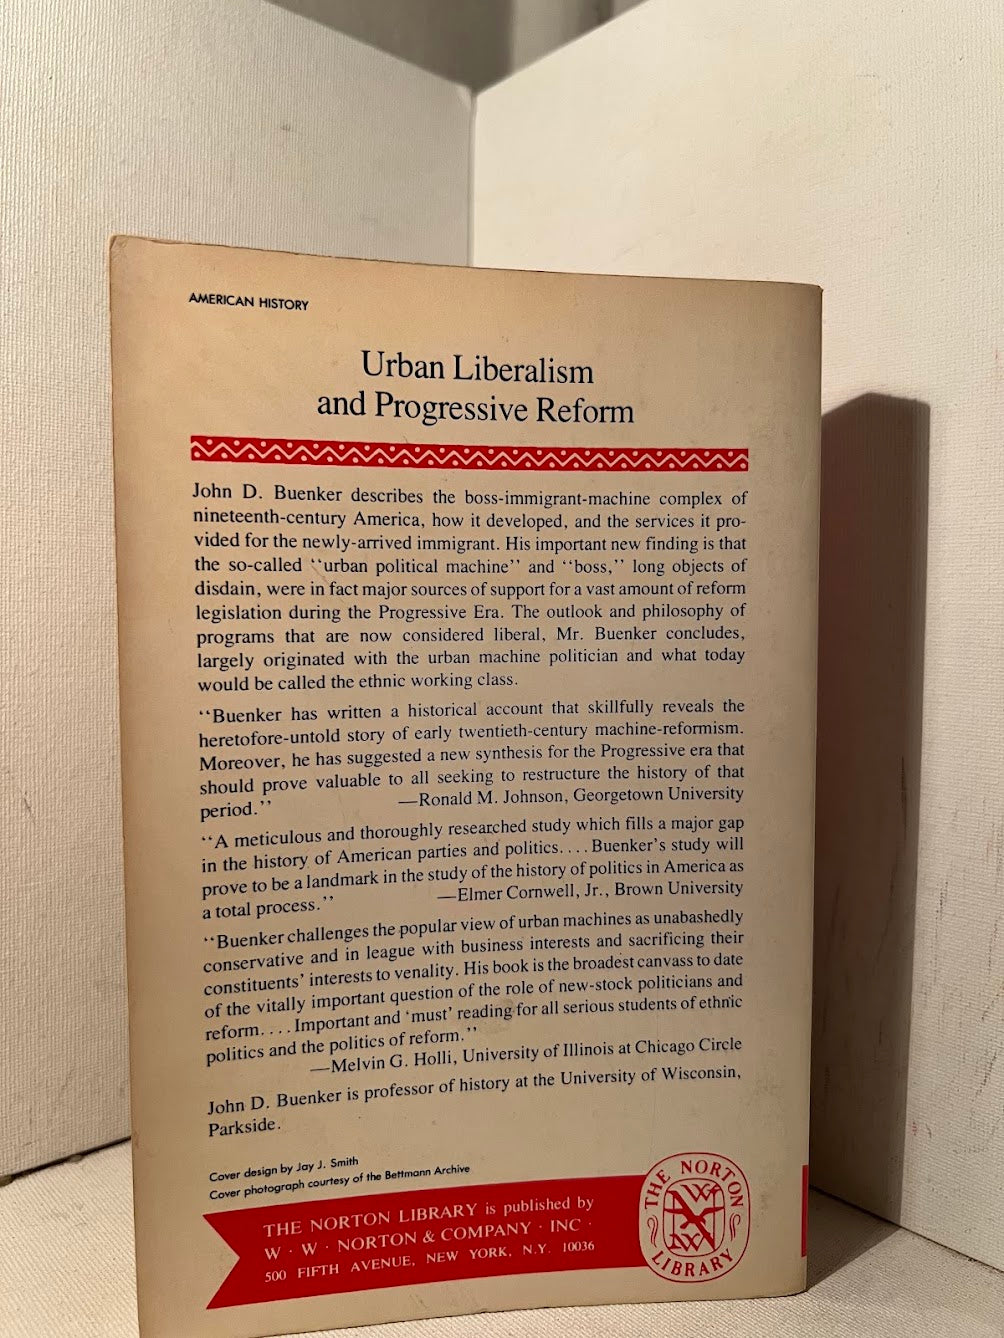 AMERICAN HISTORY
Urban Liberalism
and Progressive Reform
John D. Buenker describes the boss-immigrant-machine complex of
nineteenth-century America, how it developed, and the services it pro-
vided for the newly-arrived immigrant. His important new finding is that
the so-called "urban political machine" and "boss," long objects of
disdain, were in fact major sources of support for a vast amount of reform
legislation during the Progressive Era. The outlook and philosophy of
programs that are now considered liberal, Mr. Buenker concludes,
largely originated with the urban machine politician and what today
would be called the ethnic working class.
"Buenker has written a historical account that skillfully reveals the
heretofore-untold story of early twentieth-century machine-reformism.
Moreover, he has suggested a new synthesis for the Progressive era that
should prove valuable to all seeking to restructure the history of that
period." —Ronald M. Johnson, Georgetown University
"A meticulous and thoroughly researched study which fills a major gap
in the history of American parties and politics.... Buenker's study will
prove to be a landmark in the study of the history of politics in America as
a total process." —Elmer Cornwell, Jr., Brown University
"Buenker challenges the popular view of urban machines as unabashedly
conservative and in league with business interests and sacrificing their
constituents' interests to venality. His book is the broadest canvass to date
of the vitally important question of the role of new-stock politicians and
reform.... Important and 'must' reading for all serious students of ethnic
politics and the politics of reform."
—Melvin G. Holli, University of Illinois at Chicago Circle
John D. Buenker is professor of history at the University of Wisconsin,
Parkside.
Cover design by Jay J. Smith
Cover photograph courtesy of the Bettmann Archive
THE NORTON LIBRARY is published by
W · W · NORTON & COMPANY · INC ·
500 FIFTH AVENUE, NEW YORK, N.Y. 10036
THE NORTON
WW
N
LIBRARY